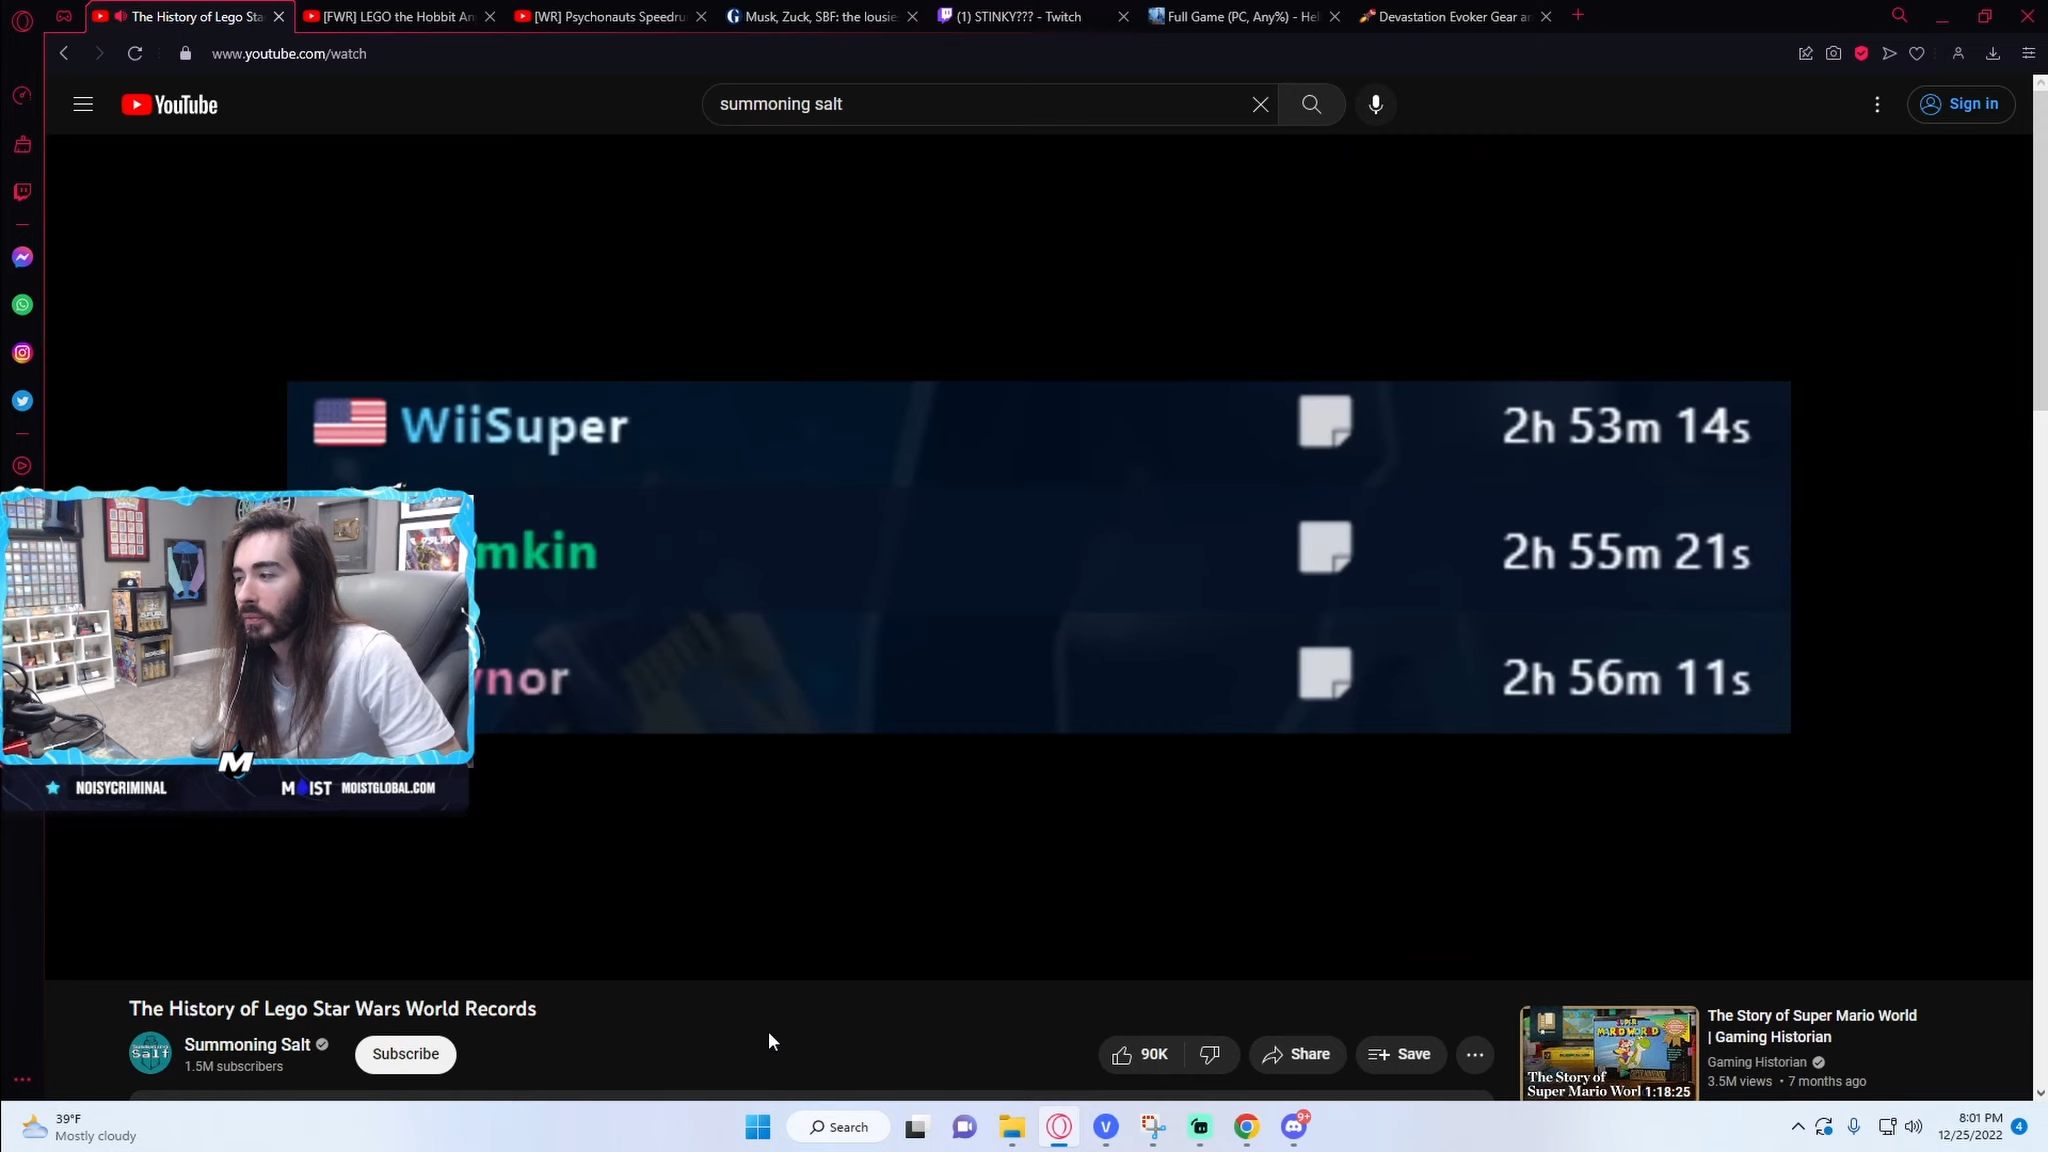 The History of Lego Sta
[FWR] LEGO the Hobbit An
[WR] Psychonauts Speedru
Musk, Zuck, SBF: the lousie
(1) STINKY??? - Twitch
Full Game (PC, Any%) - Hel
Devastation Evoker Gear an
www.youtube.com/watch
YouTube
summoning salt
Sign in
WiiSuper 2h 53m 14s
mkin 2h 55m 21s
ynor 2h 56m 11s
M
NOISYCRIMINAL MOIST MOISTGLOBAL.COM
The History of Lego Star Wars World Records
Summoning Salt
Salt
1.5M subscribers
Subscribe
90K
Share
Save
The Story of
Super Mario Worl
1:18:25
The Story of Super Mario World
| Gaming Historian
Gaming Historian
3.5M views • 7 months ago
39°F
Mostly cloudy
Search
V
9+
8:01 PM
12/25/2022
4